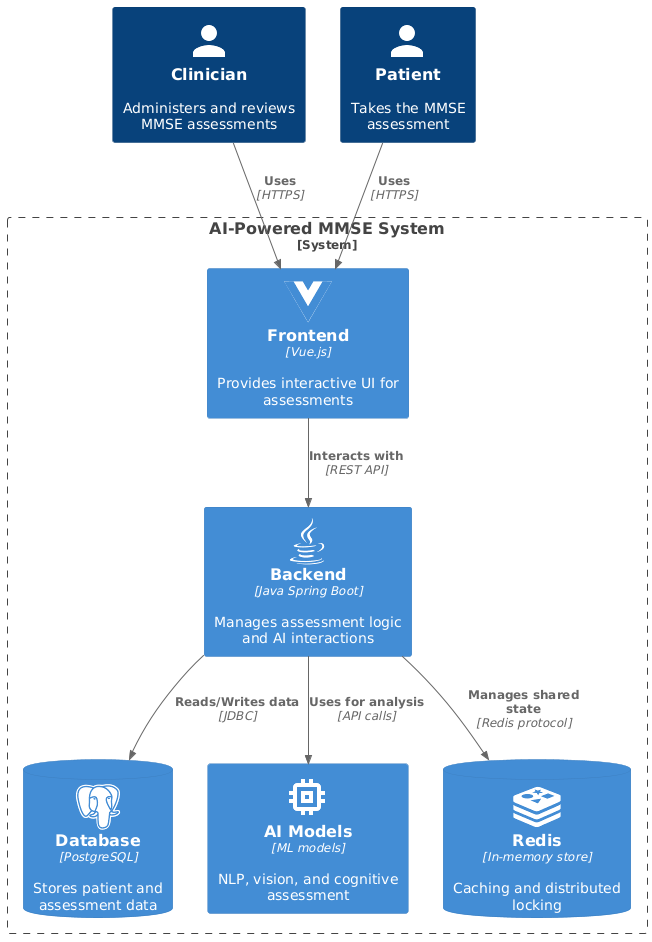 Clinician
Administers and reviews
MMSE assessments
Patient
Takes the MMSE
assessment
Uses
[HTTPS]
Uses
[HTTPS]
AI-Powered MMSE System
[System]
Frontend
[Vue.js]
Provides interactive UI for
assessments
Interacts with
[REST API]
Backend
[Java Spring Boot]
Manages assessment logic
and AI interactions
Reads/Writes data
[JDBC]
Uses for analysis
[API calls]
Manages shared
state
[Redis protocol]
Database
[PostgreSQL]
Stores patient and
assessment data
AI Models
[ML models]
NLP, vision, and cognitive
assessment
Redis
[In-memory store]
Caching and distributed
locking